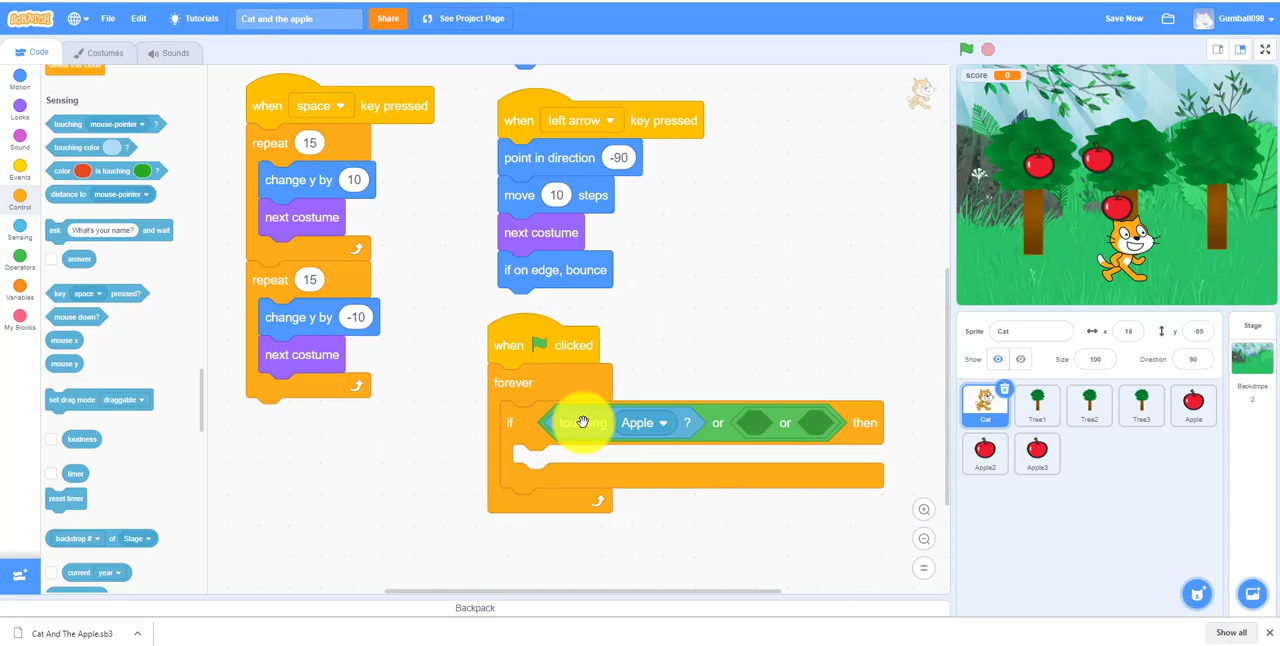 SCRATCH File Edit Tutorials Cat and the apple Share See Project Page Save Now Gumball098
Code Costumes Sounds
Motion
Looks
Sound
Events
Control
Sensing
Operators
Variables
My Blocks
Sensing
touching mouse-pointer ?
touching color ?
color is touching ?
distance to mouse-pointer
ask What's your name? and wait
answer
key space pressed?
mouse down?
mouse x
mouse y
set drag mode draggable
loudness
timer
reset timer
backdrop # of Stage
current year
when space key pressed
repeat 15
change y by 10
next costume
repeat 15
change y by -10
next costume
when left arrow key pressed
point in direction -90
move 10 steps
next costume
if on edge, bounce
when clicked
forever
if touching Apple ? or or then
score 0
Sprite Cat x 18 y -95
Show Size 100 Direction 90
Cat Tree1 Tree2 Tree3 Apple
Apple2 Apple3
Stage
Backdrops
2
Backpack
Cat And The Apple.sb3
Show all